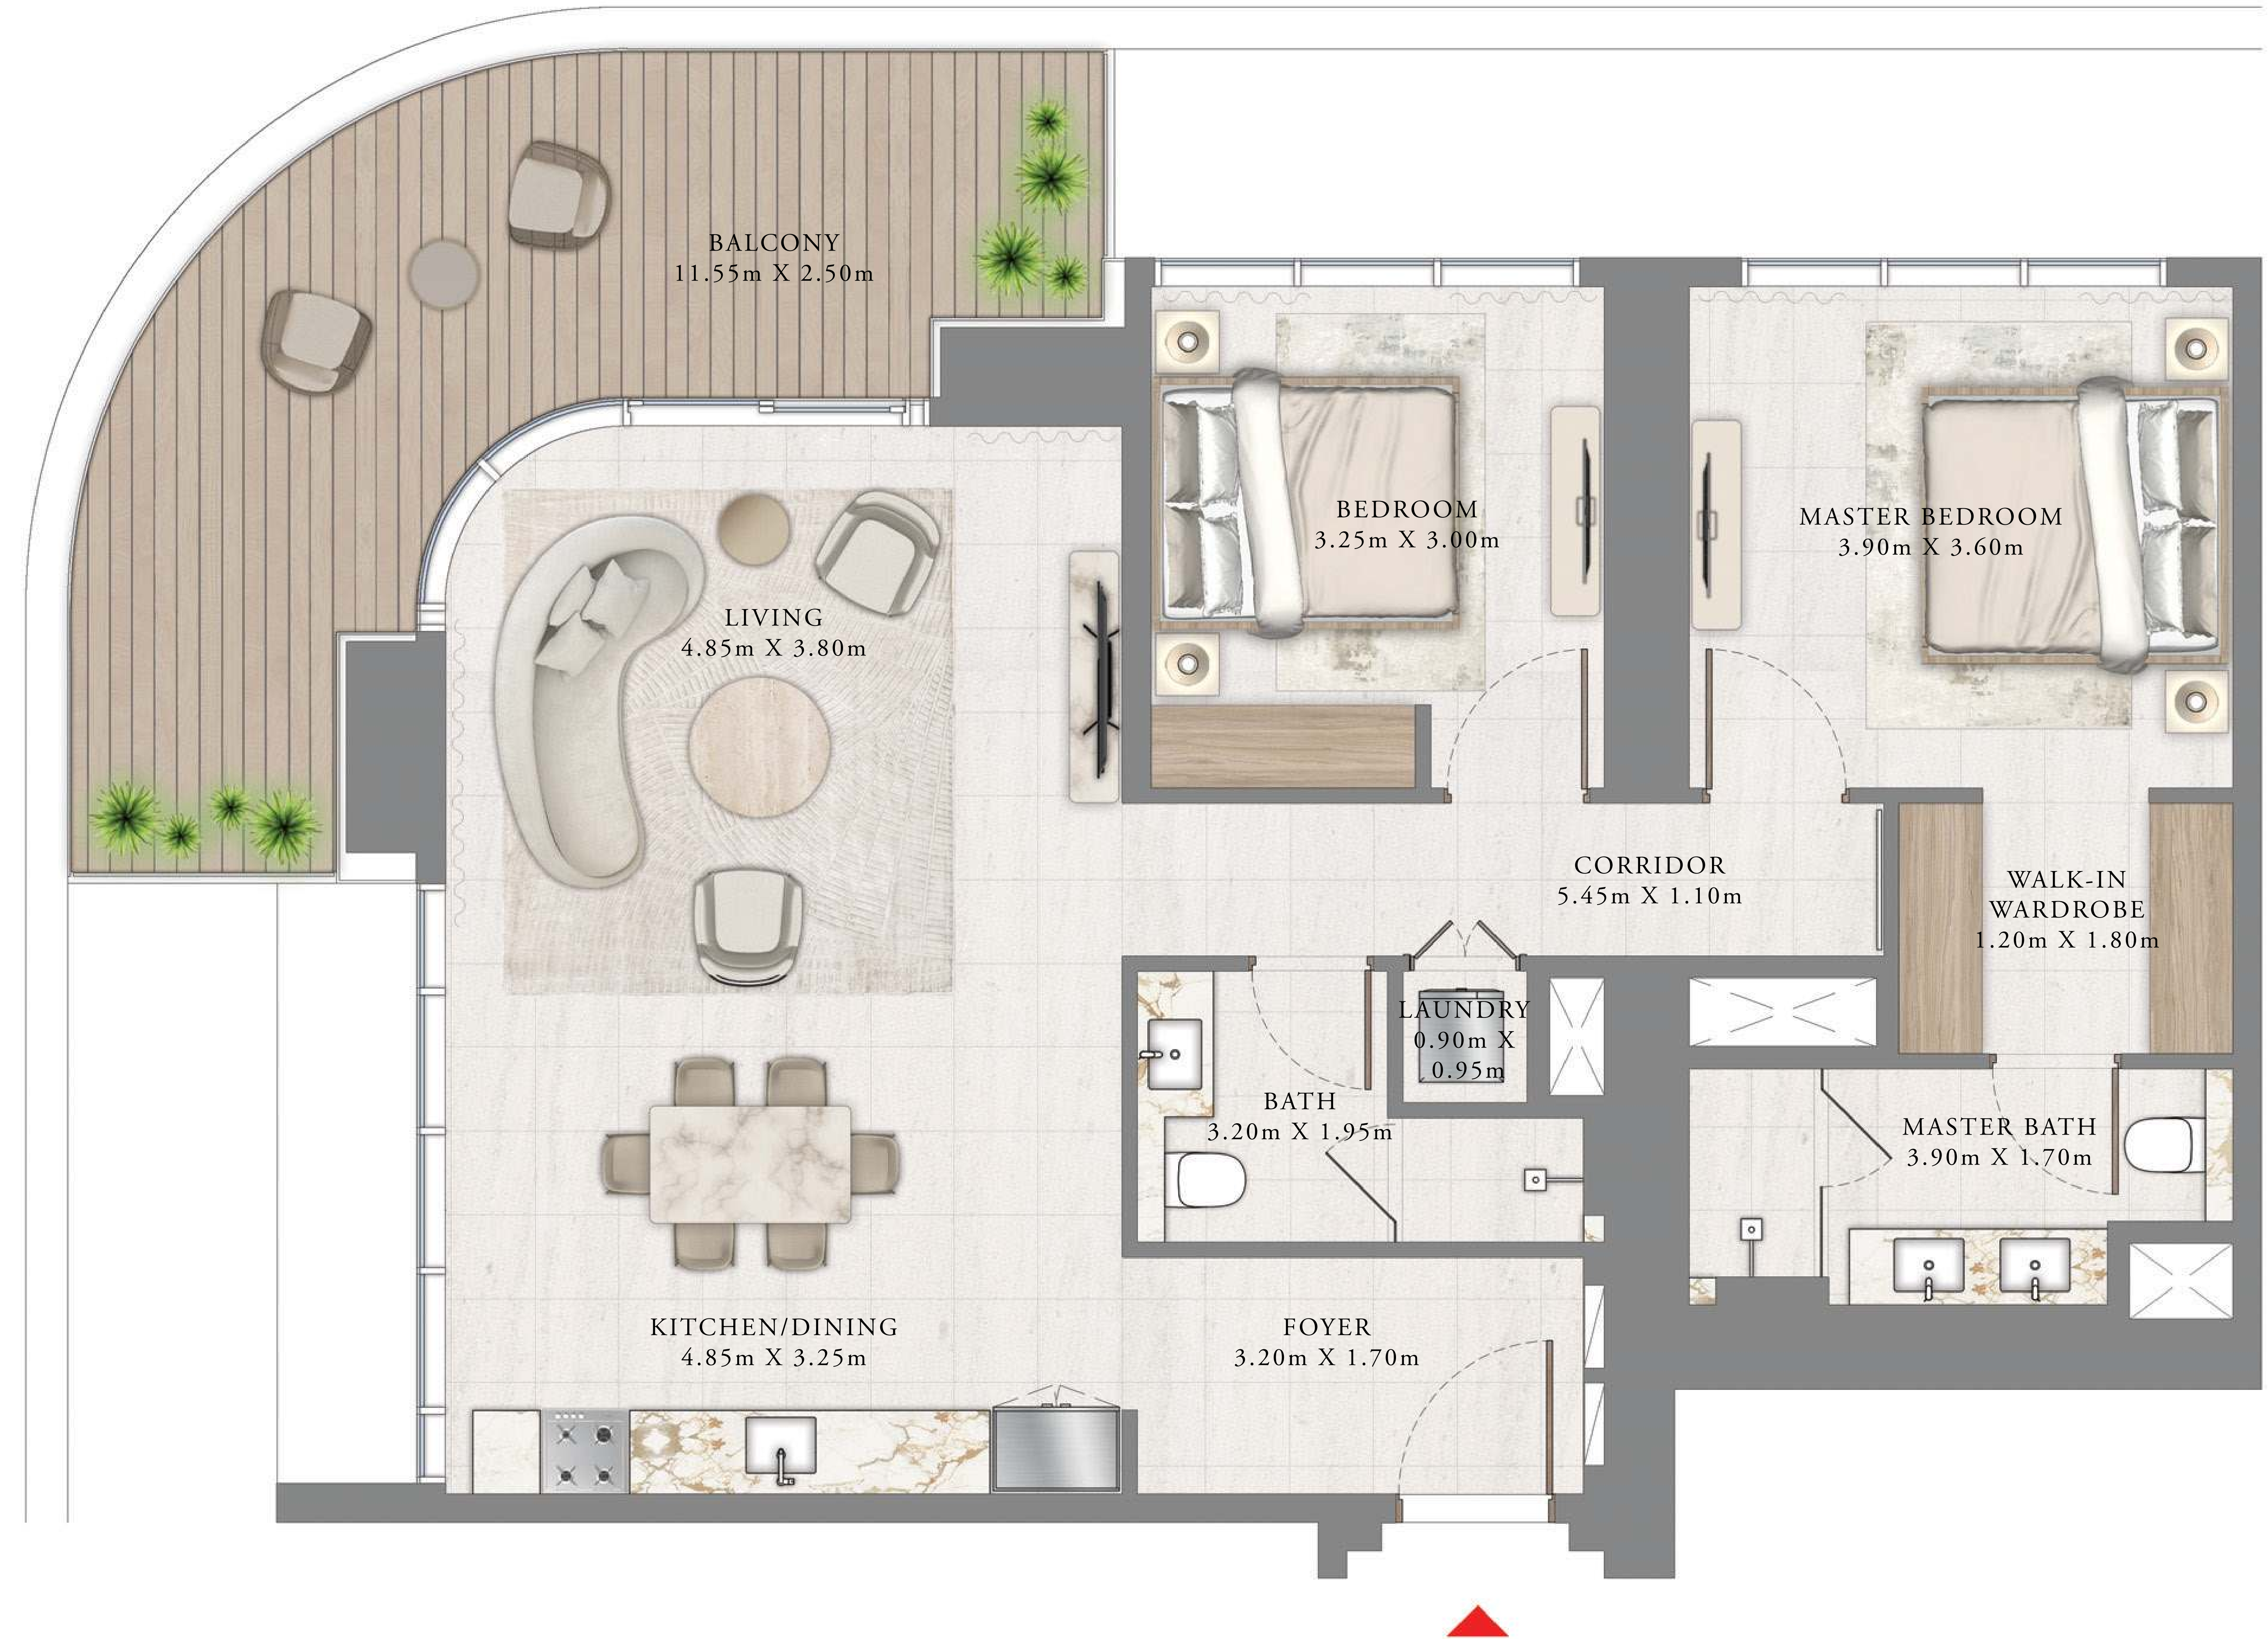 BALCONY
11.55m X 2.50m
BEDROOM
3.25m X 3.00m
MASTER BEDROOM
3.90m X 3.60m
LIVING
4.85m X 3.80m
CORRIDOR
5.45m X 1.10m
WALK-IN
WARDROBE
1.20m X 1.80m
LAUNDRY
0.90m X
0.95m
BATH
3.20m X 1.95m
MASTER BATH
3.90m X 1.70m
KITCHEN/DINING
4.85m X 3.25m
FOYER
3.20m X 1.70m